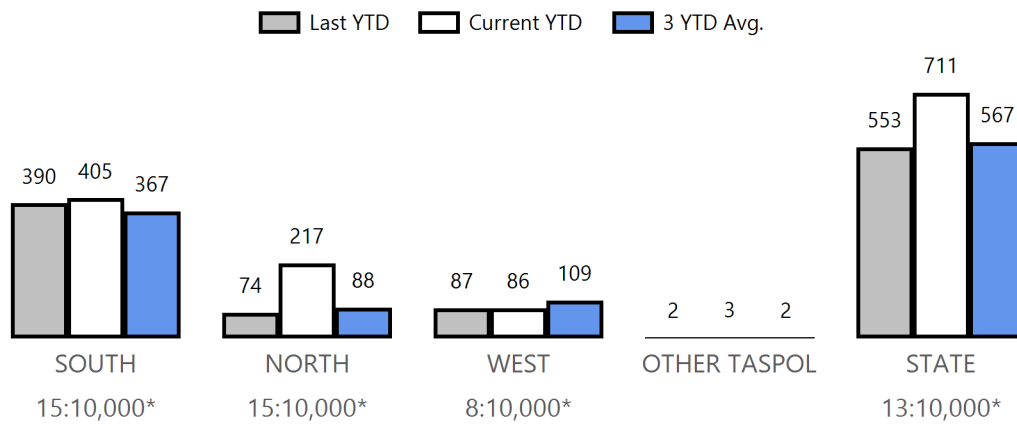 Last YTD Current YTD 3 YTD Avg.
390 405 367
74 217 88
87 86 109
2 3 2
553 711 567
SOUTH NORTH WEST OTHER TASPOL STATE
15:10,000* 15:10,000* 8:10,000* 13:10,000*